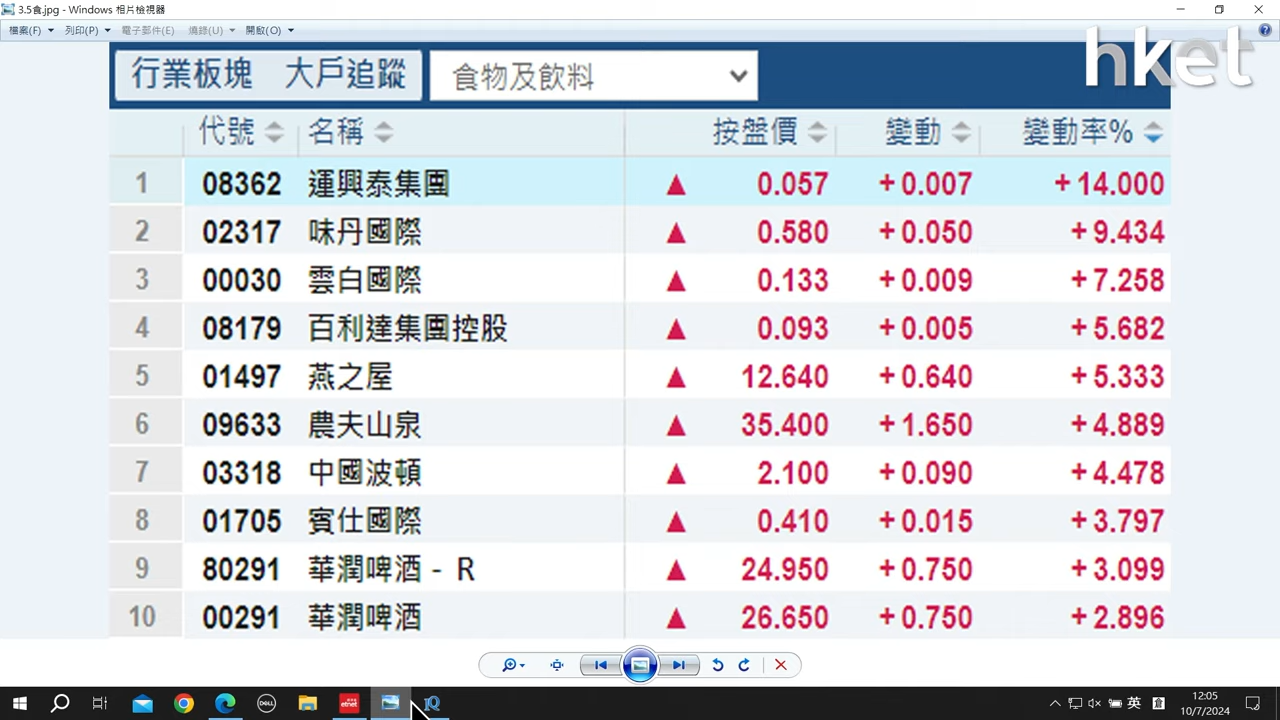 3.5食.jpg - Windows 相片檢視器
檔案(F) 列印(P) 電子郵件(E) 燒錄(U) 開啟(O)
hket
行業板塊 大戶追蹤 食物及飲料
代號 名稱 按盤價 變動 變動率%
1 08362 運興泰集團 ▲ 0.057 +0.007 +14.000
2 02317 味丹國際 ▲ 0.580 +0.050 +9.434
3 00030 雲白國際 ▲ 0.133 +0.009 +7.258
4 08179 百利達集團控股 ▲ 0.093 +0.005 +5.682
5 01497 燕之屋 ▲ 12.640 +0.640 +5.333
6 09633 農夫山泉 ▲ 35.400 +1.650 +4.889
7 03318 中國波頓 ▲ 2.100 +0.090 +4.478
8 01705 賓仕國際 ▲ 0.410 +0.015 +3.797
9 80291 華潤啤酒 - R ▲ 24.950 +0.750 +3.099
10 00291 華潤啤酒 ▲ 26.650 +0.750 +2.896
DELL etnet IQ 英 12:05
10/7/2024